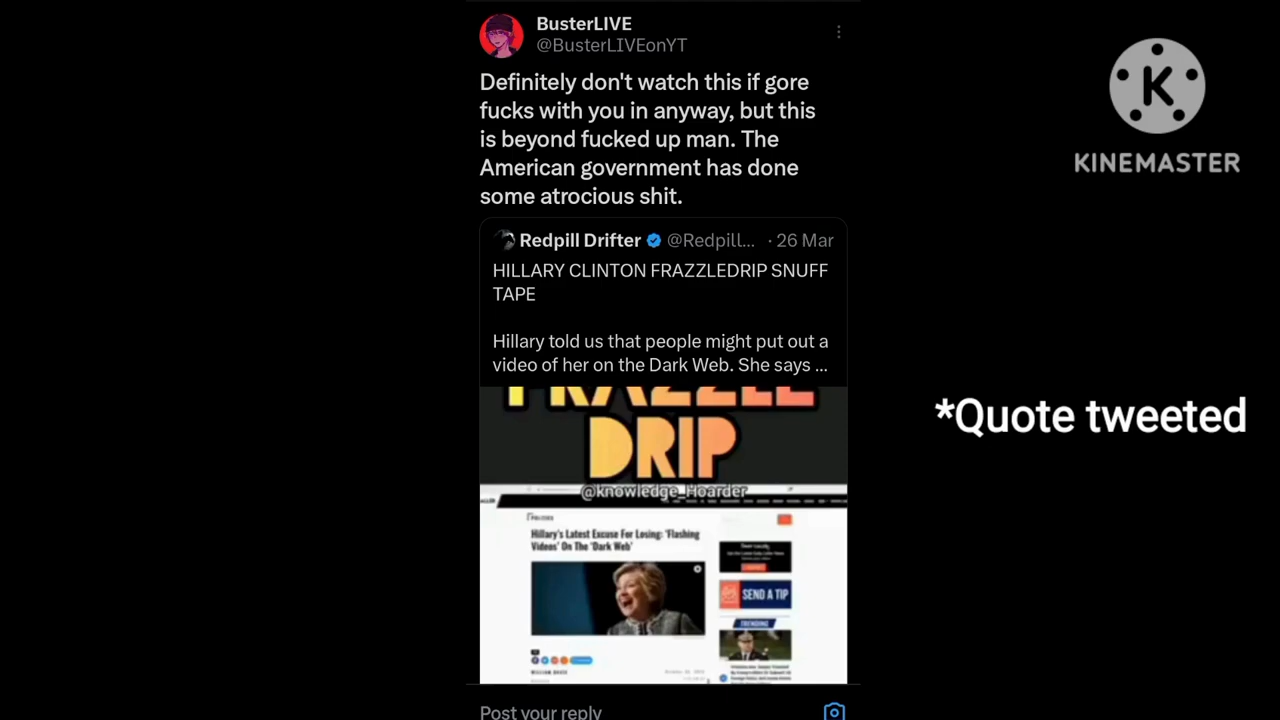 BusterLIVE
@BusterLIVEonYT
Definitely don't watch this if gore
fucks with you in anyway, but this
is beyond fucked up man. The
American government has done
some atrocious shit.
Redpill Drifter @Redpill... · 26 Mar
HILLARY CLINTON FRAZZLEDRIP SNUFF
TAPE
Hillary told us that people might put out a
video of her on the Dark Web. She says ...
FRAZZLE
DRIP
@knowledge_Hoarder
Hillary's Latest Excuse For Losing: 'Flashing
Videos' On The 'Dark Web'
SEND A TIP
TRENDING
Post your reply
K
KINEMASTER
*Quote tweeted